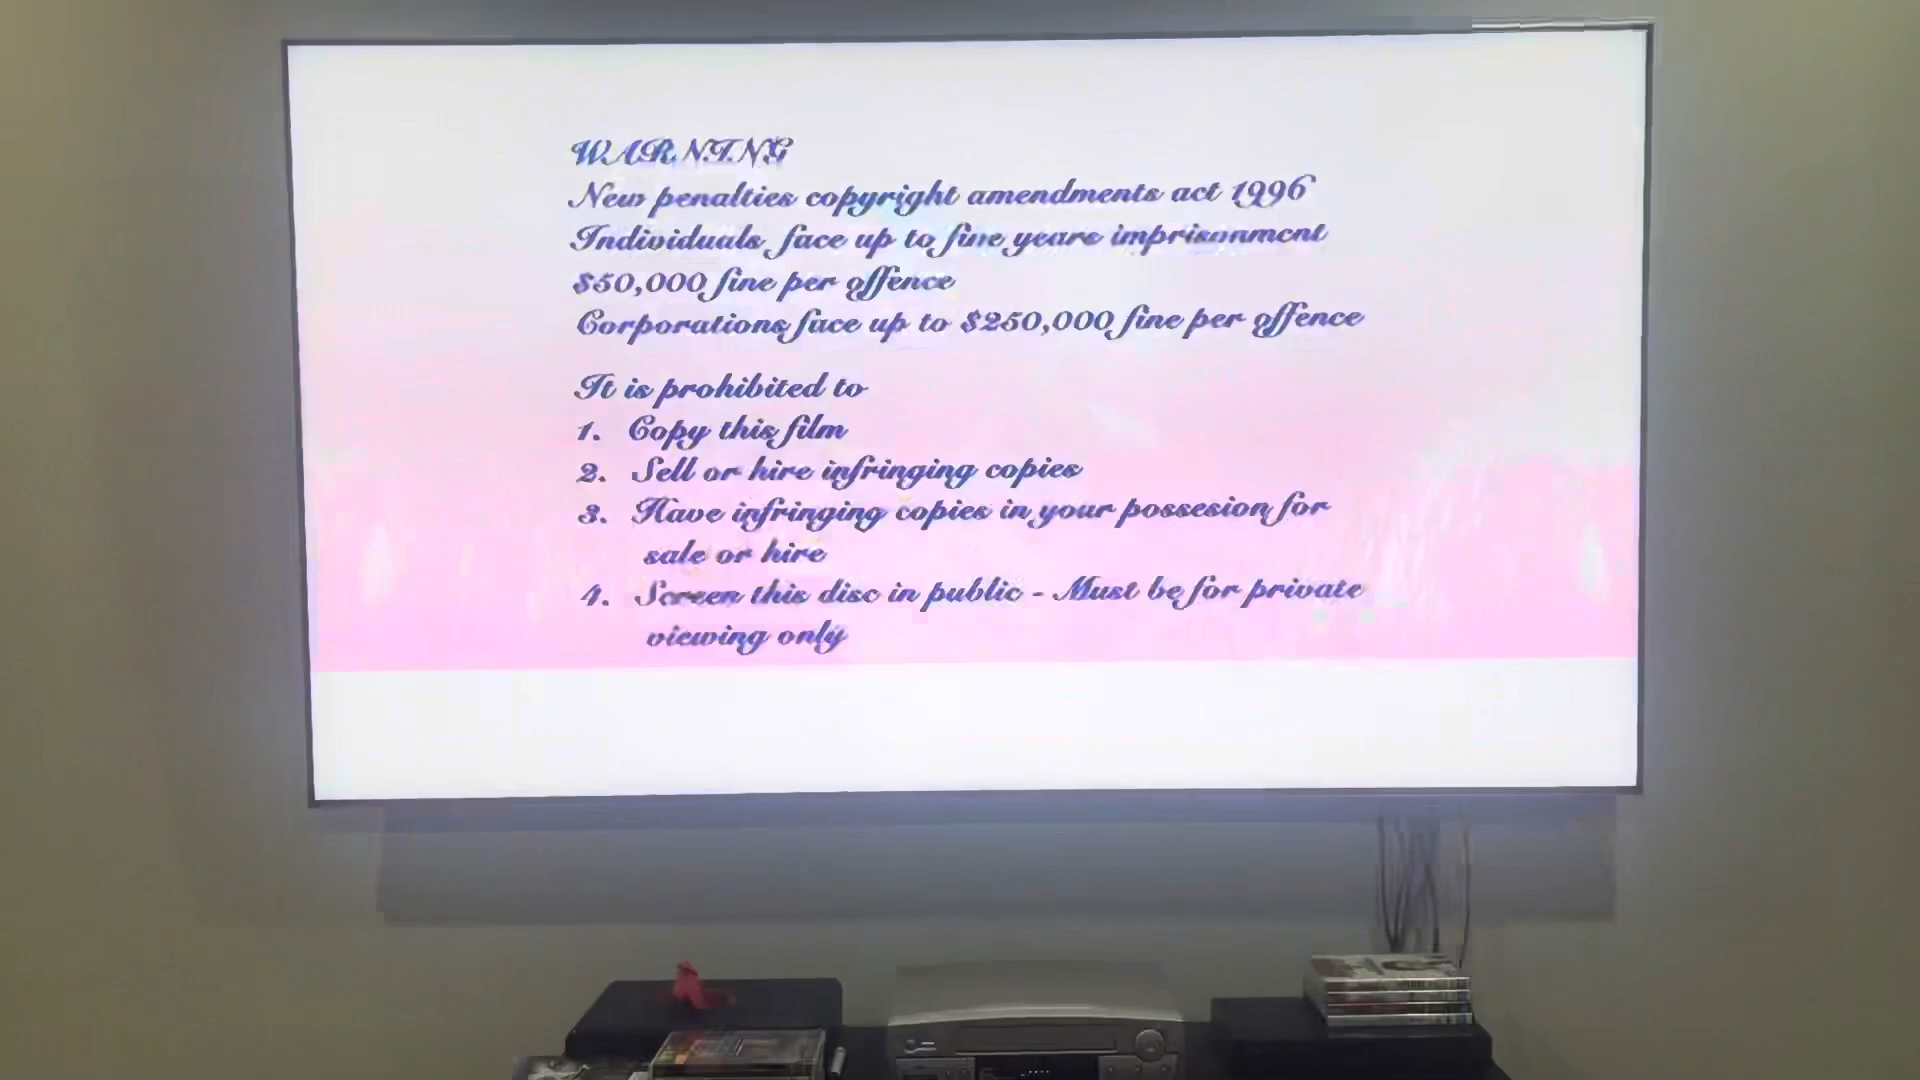 WARNING
New penalties copyright amendments act 1996
Individuals face up to five years imprisonment
$50,000 fine per offence
Corporations face up to $250,000 fine per offence
It is prohibited to
1. Copy this film
2. Sell or hire infringing copies
3. Have infringing copies in your possesion for
sale or hire
4. Screen this disc in public - Must be for private
viewing only